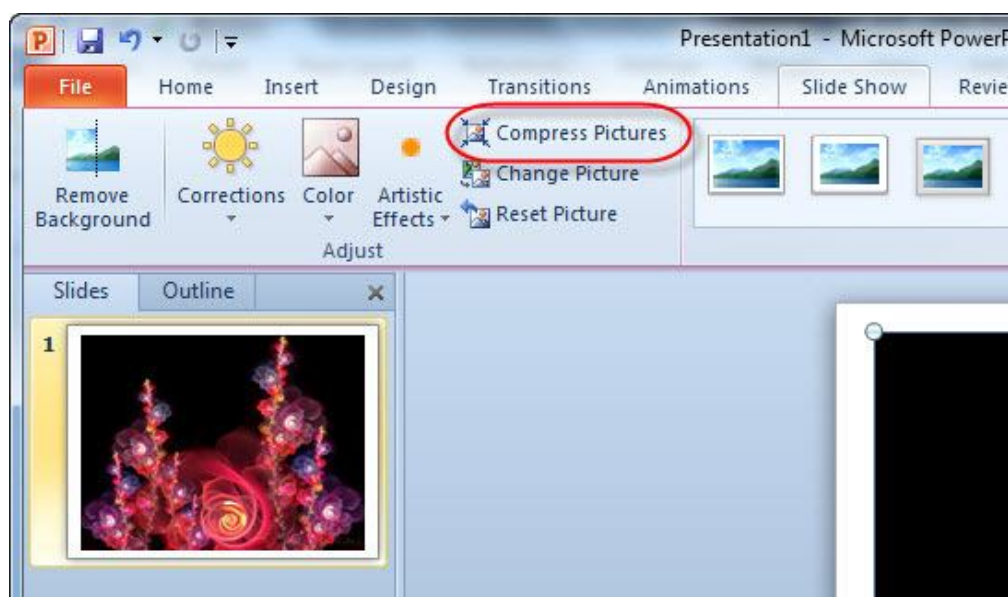 P
Presentation1 - Microsoft PowerP
File Home Insert Design Transitions Animations Slide Show Revie
Compress Pictures
Change Picture
Reset Picture
Remove Background
Corrections
Color
Artistic Effects
Adjust
Slides Outline
1